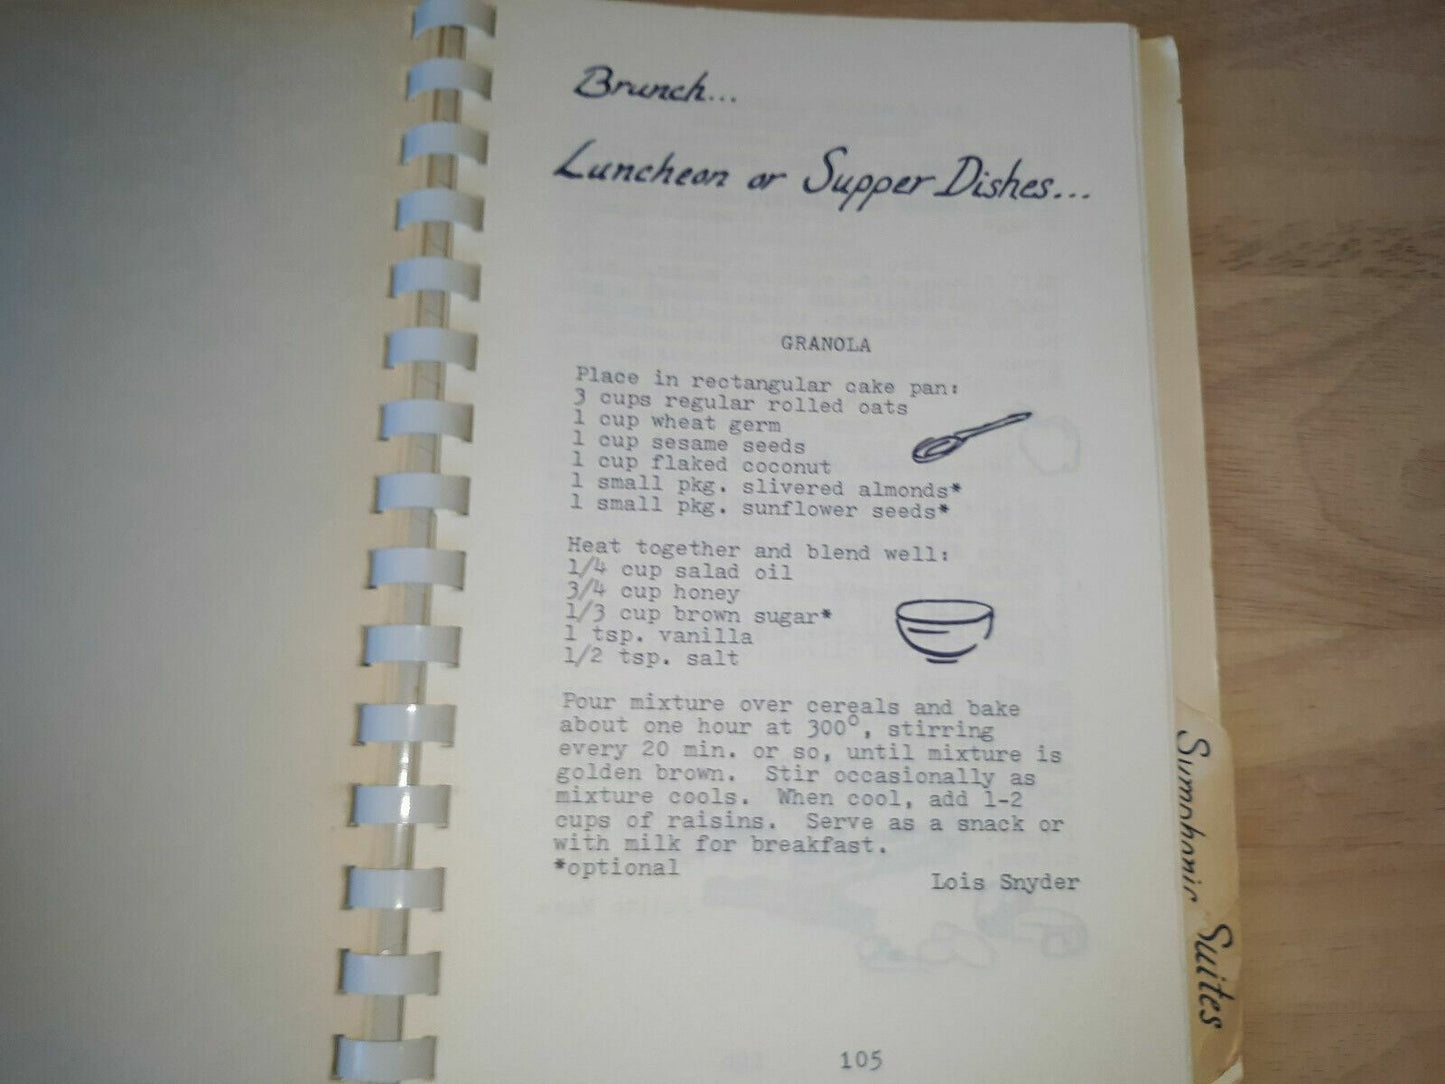 Brunch...
Luncheon or Supper Dishes...
GRANOLA
Place in rectangular cake pan:
3 cups regular rolled oats
1 cup wheat germ
1 cup sesame seeds
1 cup flaked coconut
1 small pkg. slivered almonds*
1 small pkg. sunflower seeds*
Heat together and blend well:
1/4 cup salad oil
3/4 cup honey
1/3 cup brown sugar*
1 tsp. vanilla
1/2 tsp. salt
Pour mixture over cereals and bake
about one hour at 300°, stirring
every 20 min. or so, until mixture is
golden brown. Stir occasionally as
mixture cools. When cool, add 1-2
cups of raisins. Serve as a snack or
with milk for breakfast.
*optional
Lois Snyder
105
Symphonic Suites